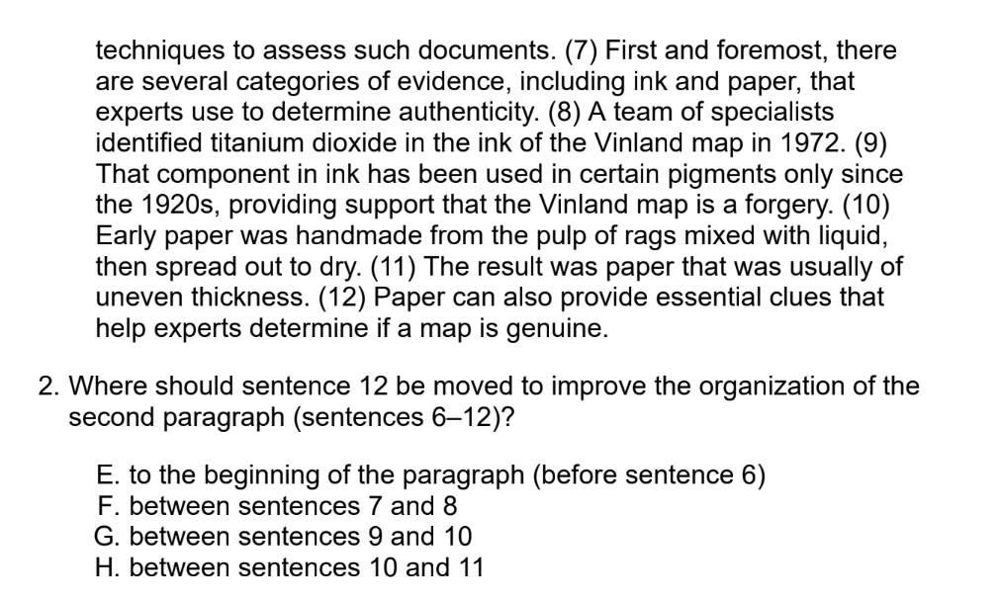 techniques to assess such documents. (7) First and foremost, there
are several categories of evidence, including ink and paper, that
experts use to determine authenticity. (8) A team of specialists
identified titanium dioxide in the ink of the Vinland map in 1972. (9)
That component in ink has been used in certain pigments only since
the 1920s, providing support that the Vinland map is a forgery. (10)
Early paper was handmade from the pulp of rags mixed with liquid,
then spread out to dry. (11) The result was paper that was usually of
uneven thickness. (12) Paper can also provide essential clues that
help experts determine if a map is genuine.
2. Where should sentence 12 be moved to improve the organization of the
second paragraph (sentences 6–12)?
E. to the beginning of the paragraph (before sentence 6)
F. between sentences 7 and 8
G. between sentences 9 and 10
H. between sentences 10 and 11